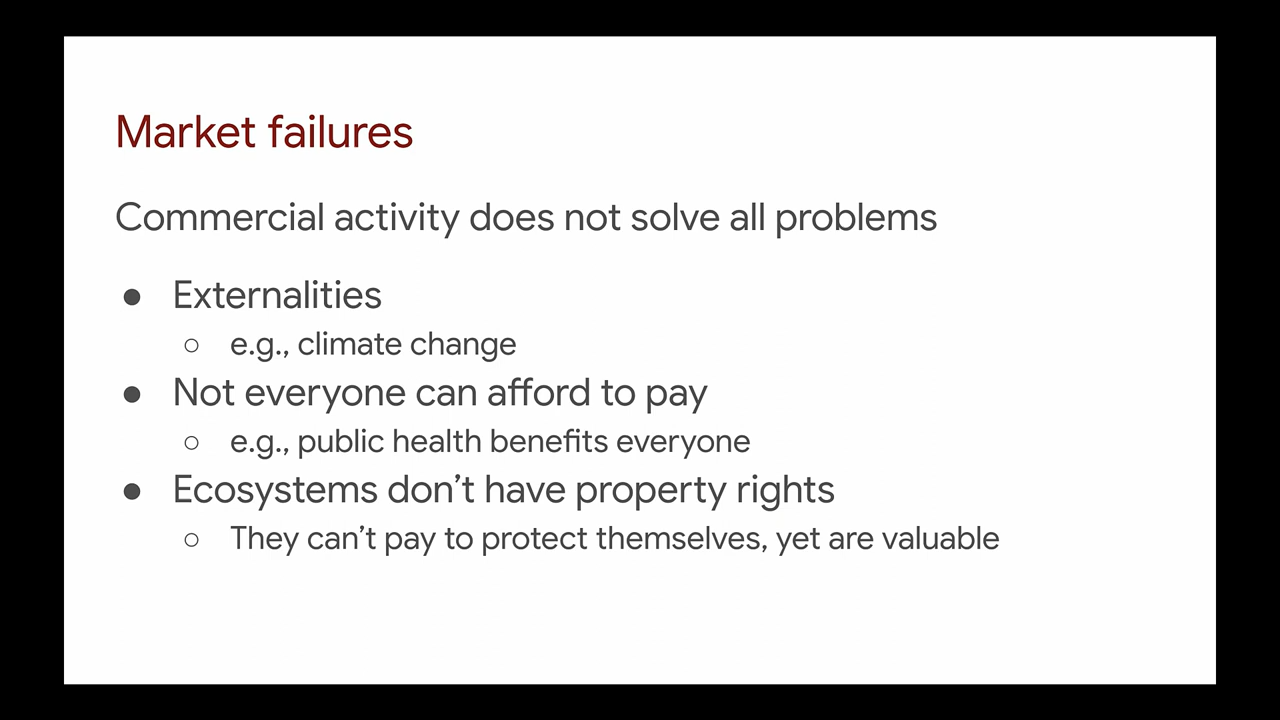 Market failures
Commercial activity does not solve all problems
● Externalities
○ e.g., climate change
● Not everyone can afford to pay
○ e.g., public health benefits everyone
● Ecosystems don’t have property rights
○ They can’t pay to protect themselves, yet are valuable